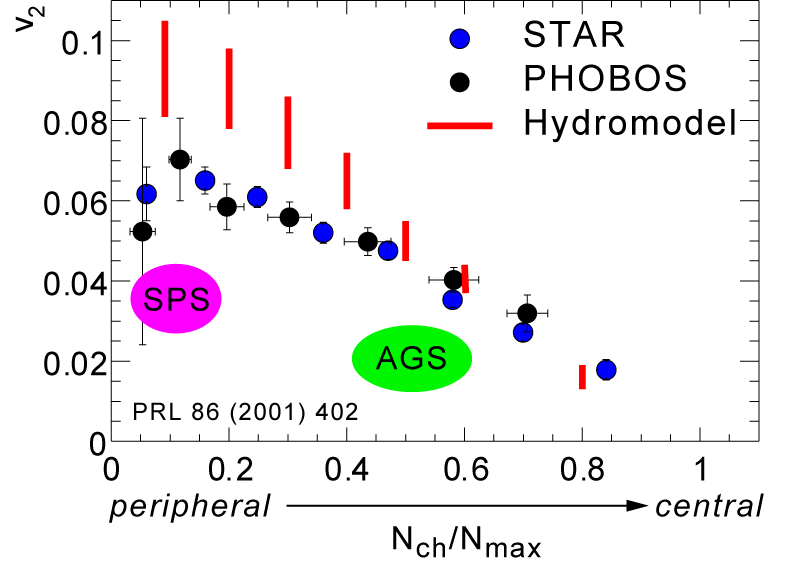 v2
0.1
0.08
0.06
0.04
0.02
0
STAR
PHOBOS
Hydromodel
SPS
AGS
PRL 86 (2001) 402
0 0.2 0.4 0.6 0.8 1
peripheral central
Nch/Nmax